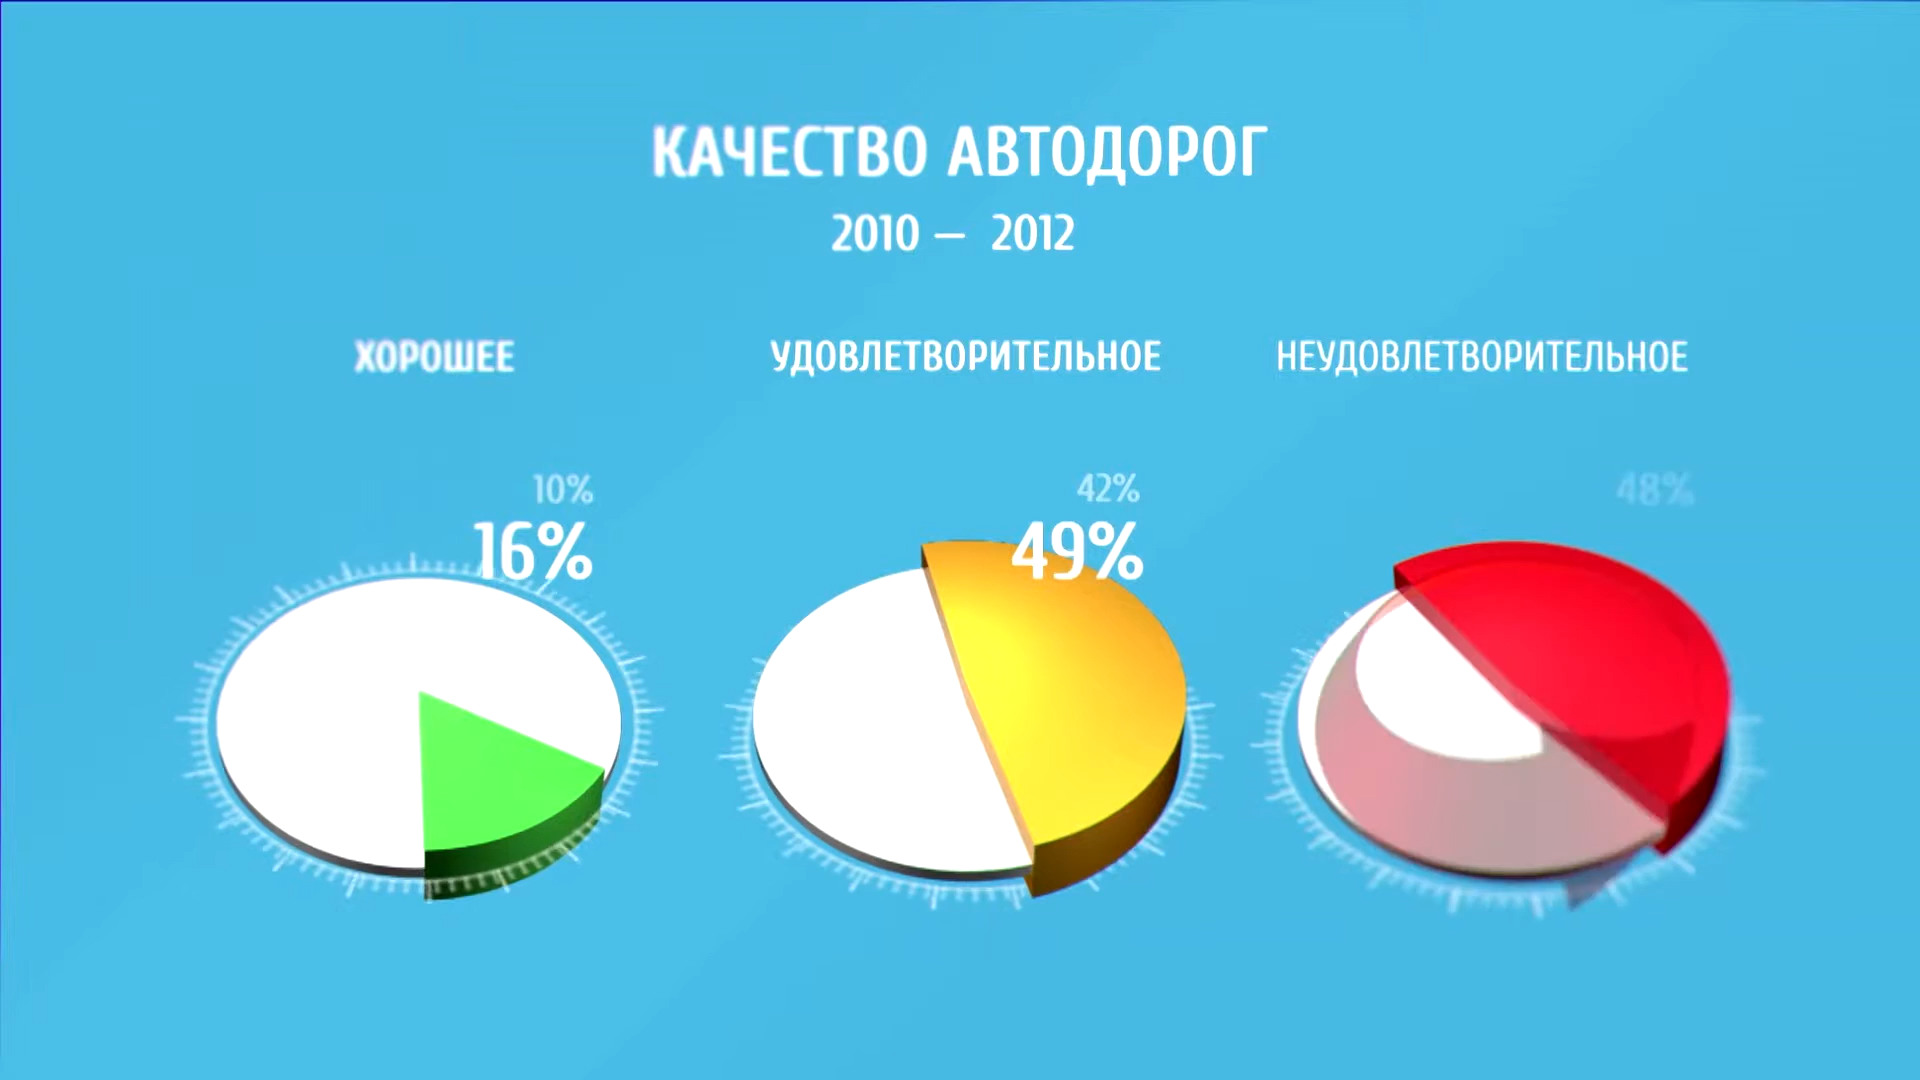 КАЧЕСТВО АВТОДОРОГ
2010 — 2012
ХОРОШЕЕ
УДОВЛЕТВОРИТЕЛЬНОЕ
НЕУДОВЛЕТВОРИТЕЛЬНОЕ
10%
16%
42%
49%
48%